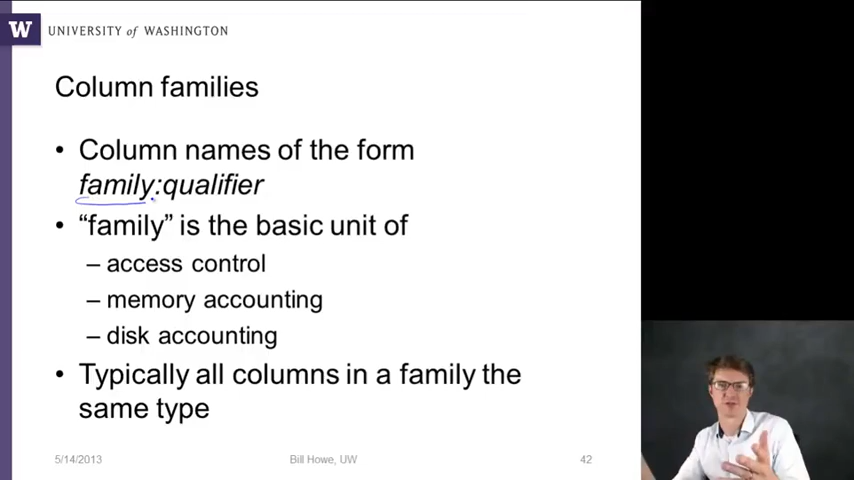 W UNIVERSITY of WASHINGTON
Column families
• Column names of the form
family:qualifier
• “family” is the basic unit of
– access control
– memory accounting
– disk accounting
• Typically all columns in a family the
same type
5/14/2013 Bill Howe, UW 42